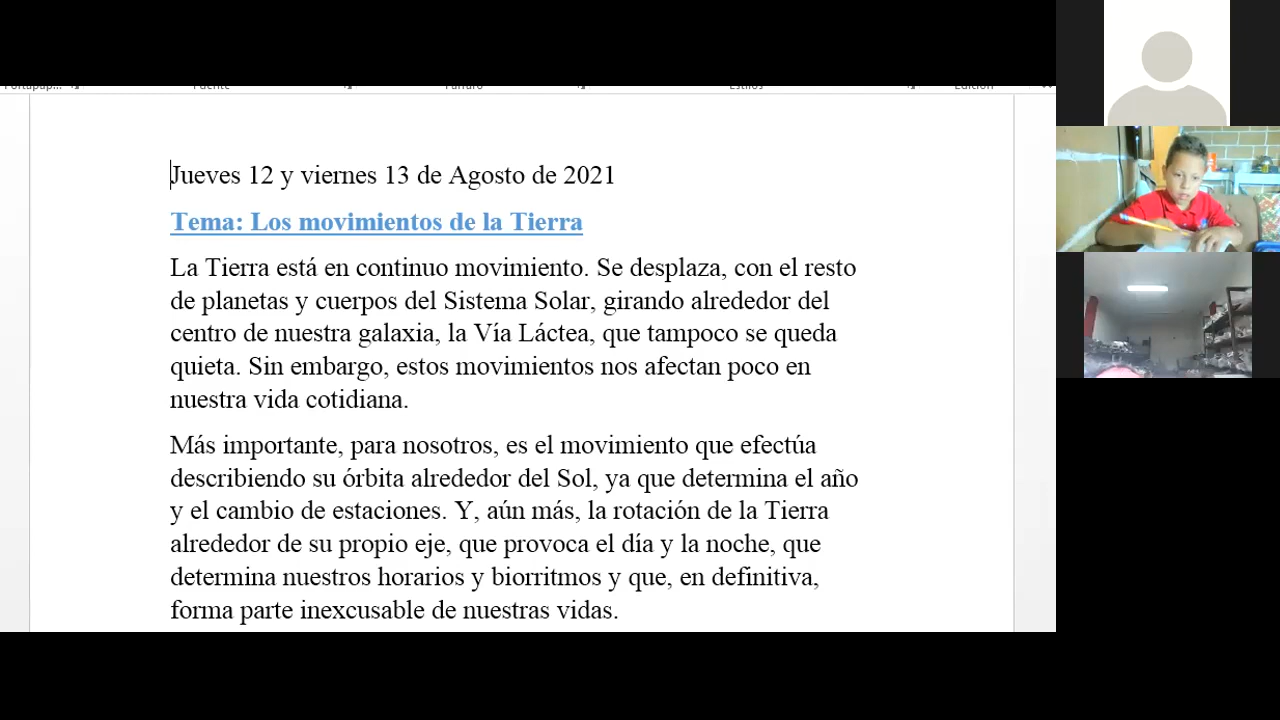 Jueves 12 y viernes 13 de Agosto de 2021
Tema: Los movimientos de la Tierra
La Tierra está en continuo movimiento. Se desplaza, con el resto
de planetas y cuerpos del Sistema Solar, girando alrededor del
centro de nuestra galaxia, la Vía Láctea, que tampoco se queda
quieta. Sin embargo, estos movimientos nos afectan poco en
nuestra vida cotidiana.
Más importante, para nosotros, es el movimiento que efectúa
describiendo su órbita alrededor del Sol, ya que determina el año
y el cambio de estaciones. Y, aún más, la rotación de la Tierra
alrededor de su propio eje, que provoca el día y la noche, que
determina nuestros horarios y biorritmos y que, en definitiva,
forma parte inexcusable de nuestras vidas.